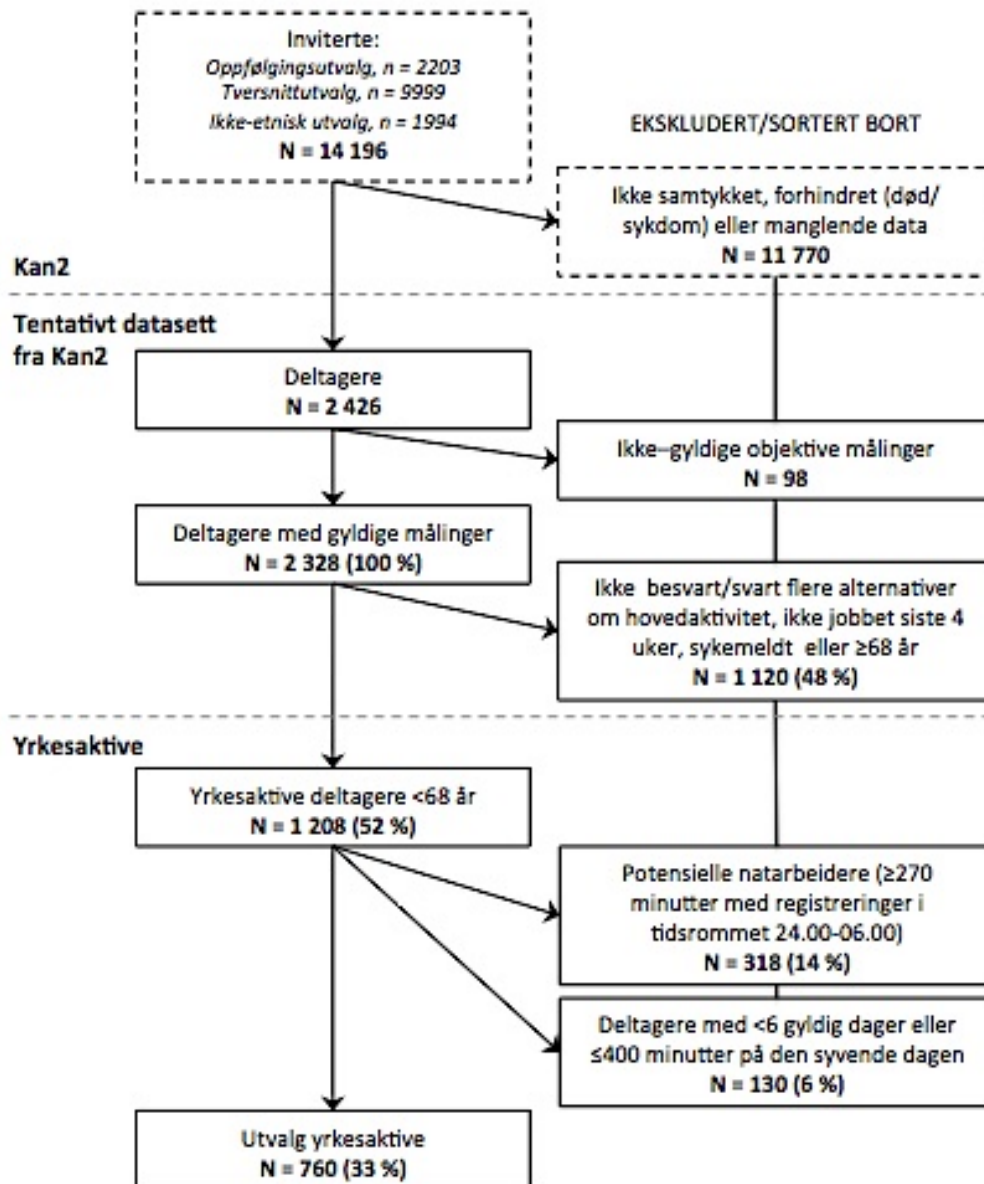 Inviterte:
Oppfølgingsutvalg, n = 2203
Tversnittutvalg, n = 9999
Ikke-etnisk utvalg, n = 1994
N = 14 196
EKSKLUDERT/SORTERT BORT
Ikke samtykket, forhindret (død/
sykdom) eller manglende data
N = 11 770
Kan2
Tentativt datasett
fra Kan2
Deltagere
N = 2 426
Ikke–gyldige objektive målinger
N = 98
Deltagere med gyldige målinger
N = 2 328 (100 %)
Ikke besvart/svart flere alternativer
om hovedaktivitet, ikke jobbet siste 4
uker, sykemeldt eller ≥68 år
N = 1 120 (48 %)
Yrkesaktive
Yrkesaktive deltagere <68 år
N = 1 208 (52 %)
Potensielle natarbeidere (≥270
minutter med registreringer i
tidsrommet 24.00-06.00)
N = 318 (14 %)
Deltagere med <6 gyldig dager eller
≤400 minutter på den syvende dagen
N = 130 (6 %)
Utvalg yrkesaktive
N = 760 (33 %)